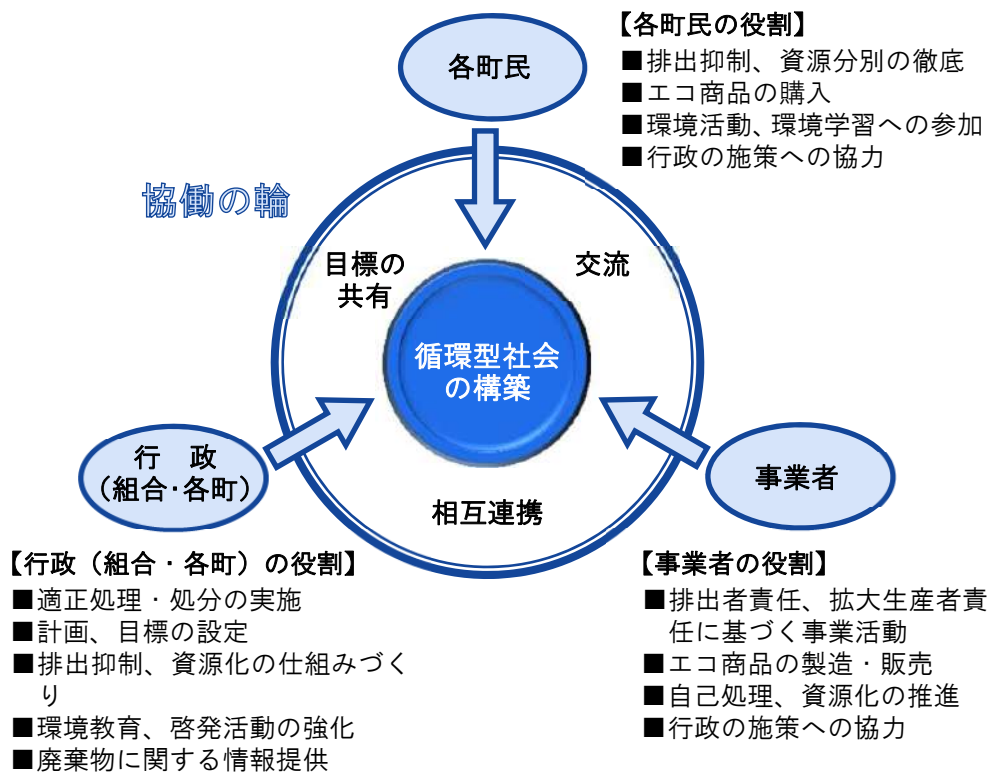 各町民
【各町民の役割】
■排出抑制、資源分別の徹底
■エコ商品の購入
■環境活動、環境学習への参加
■行政の施策への協力
協働の輪
目標の
共有
交流
循環型社会
の構築
行　政
（組合・各町）
事業者
相互連携
【行政（組合・各町）の役割】
■適正処理・処分の実施
■計画、目標の設定
■排出抑制、資源化の仕組みづく
り
■環境教育、啓発活動の強化
■廃棄物に関する情報提供
【事業者の役割】
■排出者責任、拡大生産者責
任に基づく事業活動
■エコ商品の製造・販売
■自己処理、資源化の推進
■行政の施策への協力